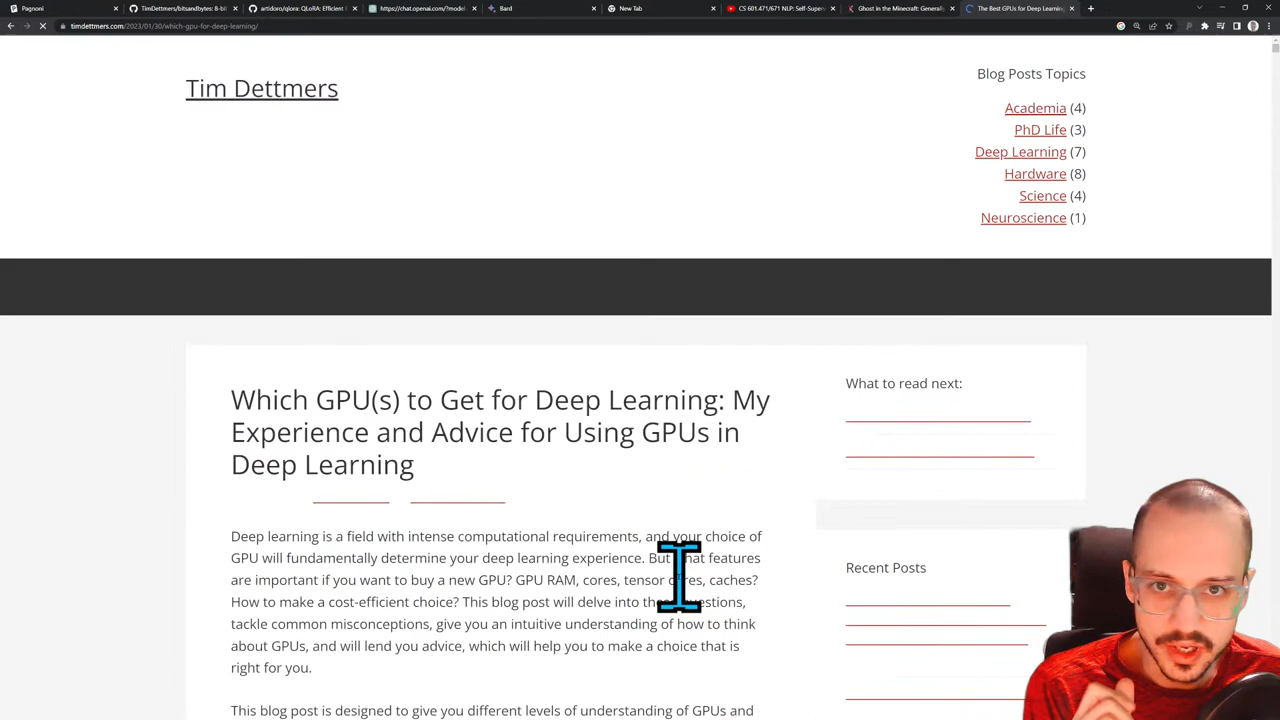 Pagnoni
TimDettmers/bitsandbytes: 8-bit
artidoro/qlora: QLoRA: Efficient F
https://chat.openai.com/?model
Bard
New Tab
CS 601.471/671 NLP: Self-Superv
Ghost in the Minecraft: Generally
The Best GPUs for Deep Learning
timdettmers.com/2023/01/30/which-gpu-for-deep-learning/
Tim Dettmers
Blog Posts Topics
Academia (4)
PhD Life (3)
Deep Learning (7)
Hardware (8)
Science (4)
Neuroscience (1)
Which GPU(s) to Get for Deep Learning: My
Experience and Advice for Using GPUs in
Deep Learning
Deep learning is a field with intense computational requirements, and your choice of
GPU will fundamentally determine your deep learning experience. But what features
are important if you want to buy a new GPU? GPU RAM, cores, tensor cores, caches?
How to make a cost-efficient choice? This blog post will delve into these questions,
tackle common misconceptions, give you an intuitive understanding of how to think
about GPUs, and will lend you advice, which will help you to make a choice that is
right for you.
This blog post is designed to give you different levels of understanding of GPUs and
What to read next:
Recent Posts